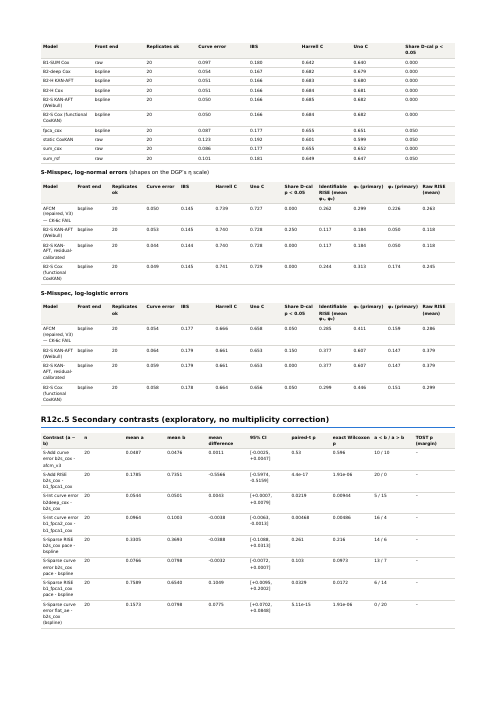 Model Front end Replicates ok Curve error IBS Harrell C Uno C Share D-cal p < 0.05
B1-SUM Cox raw 20 0.097 0.180 0.642 0.640 0.000
B2-deep Cox bspline 20 0.054 0.167 0.682 0.679 0.000
B2-H KAN-AFT bspline 20 0.051 0.166 0.683 0.680 0.000
B2-H Cox bspline 20 0.051 0.166 0.684 0.681 0.000
B2-S KAN-AFT (Weibull) bspline 20 0.050 0.166 0.685 0.682 0.000
B2-S Cox (functional CoxKAN) bspline 20 0.050 0.166 0.684 0.682 0.000
fpca_cox bspline 20 0.087 0.177 0.655 0.651 0.050
static CoxKAN raw 20 0.123 0.192 0.601 0.599 0.050
sum_cox raw 20 0.086 0.177 0.655 0.652 0.050
sum_rsf raw 20 0.101 0.181 0.649 0.647 0.050
S-Misspec, log-normal errors (shapes on the DGP's η scale)
Model Front end Replicates ok Curve error IBS Harrell C Uno C Share D-cal p < 0.05 Identifiable RISE (mean φ₁, φ₂) φ₁ (primary) φ₂ (primary) Raw RISE (mean)
AFCM (repaired, V3) — CK-6c FAIL bspline 20 0.050 0.145 0.739 0.727 0.000 0.262 0.299 0.226 0.263
B2-S KAN-AFT (Weibull) bspline 20 0.053 0.145 0.740 0.728 0.250 0.117 0.184 0.050 0.118
B2-S KAN-AFT, residual-calibrated bspline 20 0.044 0.144 0.740 0.728 0.000 0.117 0.184 0.050 0.118
B2-S Cox (functional CoxKAN) bspline 20 0.049 0.145 0.741 0.729 0.000 0.244 0.313 0.174 0.245
S-Misspec, log-logistic errors
Model Front end Replicates ok Curve error IBS Harrell C Uno C Share D-cal p < 0.05 Identifiable RISE (mean φ₁, φ₂) φ₁ (primary) φ₂ (primary) Raw RISE (mean)
AFCM (repaired, V3) — CK-6c FAIL bspline 20 0.054 0.177 0.666 0.658 0.050 0.285 0.411 0.159 0.286
B2-S KAN-AFT (Weibull) bspline 20 0.064 0.179 0.661 0.653 0.150 0.377 0.607 0.147 0.379
B2-S KAN-AFT, residual-calibrated bspline 20 0.059 0.179 0.661 0.653 0.000 0.377 0.607 0.147 0.379
B2-S Cox (functional CoxKAN) bspline 20 0.058 0.178 0.664 0.656 0.050 0.299 0.446 0.151 0.299
R12c.5 Secondary contrasts (exploratory, no multiplicity correction)
Contrast (a − b) n mean a mean b mean difference 95% CI paired-t p exact Wilcoxon p a < b / a > b TOST p (margin)
S-Add curve error b2s_cox - afcm_v3 20 0.0487 0.0476 0.0011 [-0.0025, +0.0047] 0.53 0.596 10 / 10 –
S-Add RISE b2s_cox - b1_fpca1_cox 20 0.1785 0.7351 -0.5566 [-0.5974, -0.5159] 4.4e-17 1.91e-06 20 / 0 –
S-Int curve error b2deep_cox - b2s_cox 20 0.0544 0.0501 0.0043 [+0.0007, +0.0079] 0.0219 0.00944 5 / 15 –
S-Int curve error b1_fpca2_cox - b1_fpca1_cox 20 0.0964 0.1003 -0.0038 [-0.0063, -0.0013] 0.00468 0.00486 16 / 4 –
S-Sparse RISE b2s_cox pace - bspline 20 0.3305 0.3693 -0.0388 [-0.1088, +0.0313] 0.261 0.216 14 / 6 –
S-Sparse curve error b2s_cox pace - bspline 20 0.0766 0.0798 -0.0032 [-0.0072, +0.0007] 0.103 0.0973 13 / 7 –
S-Sparse RISE b1_fpca1_cox pace - bspline 20 0.7589 0.6540 0.1049 [+0.0095, +0.2002] 0.0329 0.0172 6 / 14 –
S-Sparse curve error flat_ae - b2s_cox (bspline) 20 0.1573 0.0798 0.0775 [+0.0702, +0.0848] 5.11e-15 1.91e-06 0 / 20 –